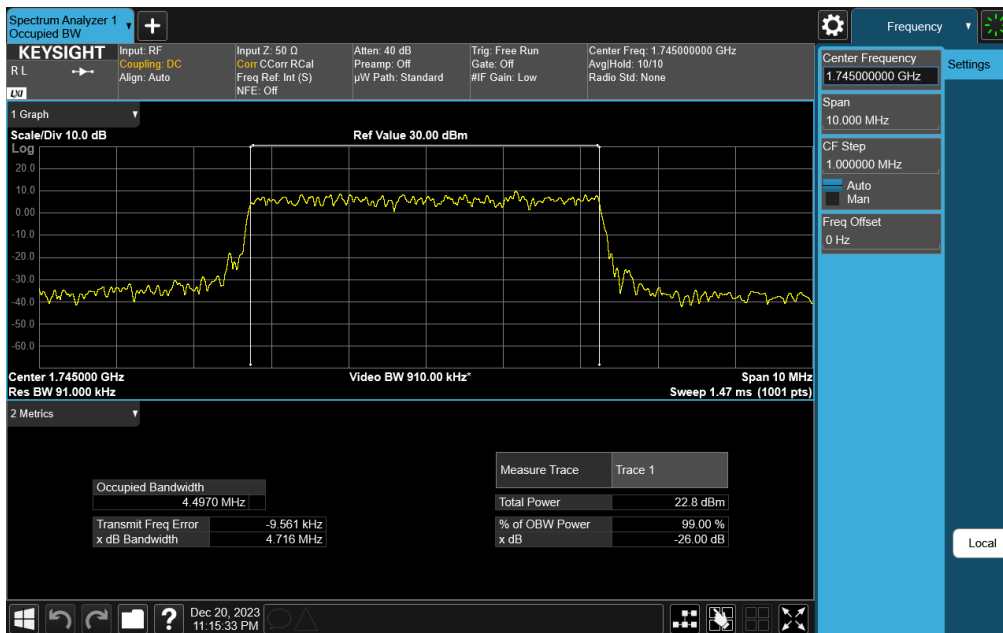 Spectrum Analyzer 1
Occupied BW
Frequency
KEYSIGHT
R L
LXI
Input: RF
Coupling: DC
Align: Auto
Input Z: 50 Ω
Corr CCorr RCal
Freq Ref: Int (S)
NFE: Off
Atten: 40 dB
Preamp: Off
µW Path: Standard
Trig: Free Run
Gate: Off
#IF Gain: Low
Center Freq: 1.745000000 GHz
Avg|Hold: 10/10
Radio Std: None
Center Frequency
1.745000000 GHz
Settings
Span
10.000 MHz
CF Step
1.000000 MHz
Auto
Man
Freq Offset
0 Hz
Local
1 Graph
Scale/Div 10.0 dB
Ref Value 30.00 dBm
Log
20.0
10.0
0.00
-10.0
-20.0
-30.0
-40.0
-50.0
-60.0
Center 1.745000 GHz
Video BW 910.00 kHz*
Span 10 MHz
Res BW 91.000 kHz
Sweep 1.47 ms (1001 pts)
2 Metrics
Measure Trace
Trace 1
Occupied Bandwidth
4.4970 MHz
Total Power
22.8 dBm
Transmit Freq Error
-9.561 kHz
% of OBW Power
99.00 %
x dB Bandwidth
4.716 MHz
x dB
-26.00 dB
?
Dec 20, 2023
11:15:33 PM